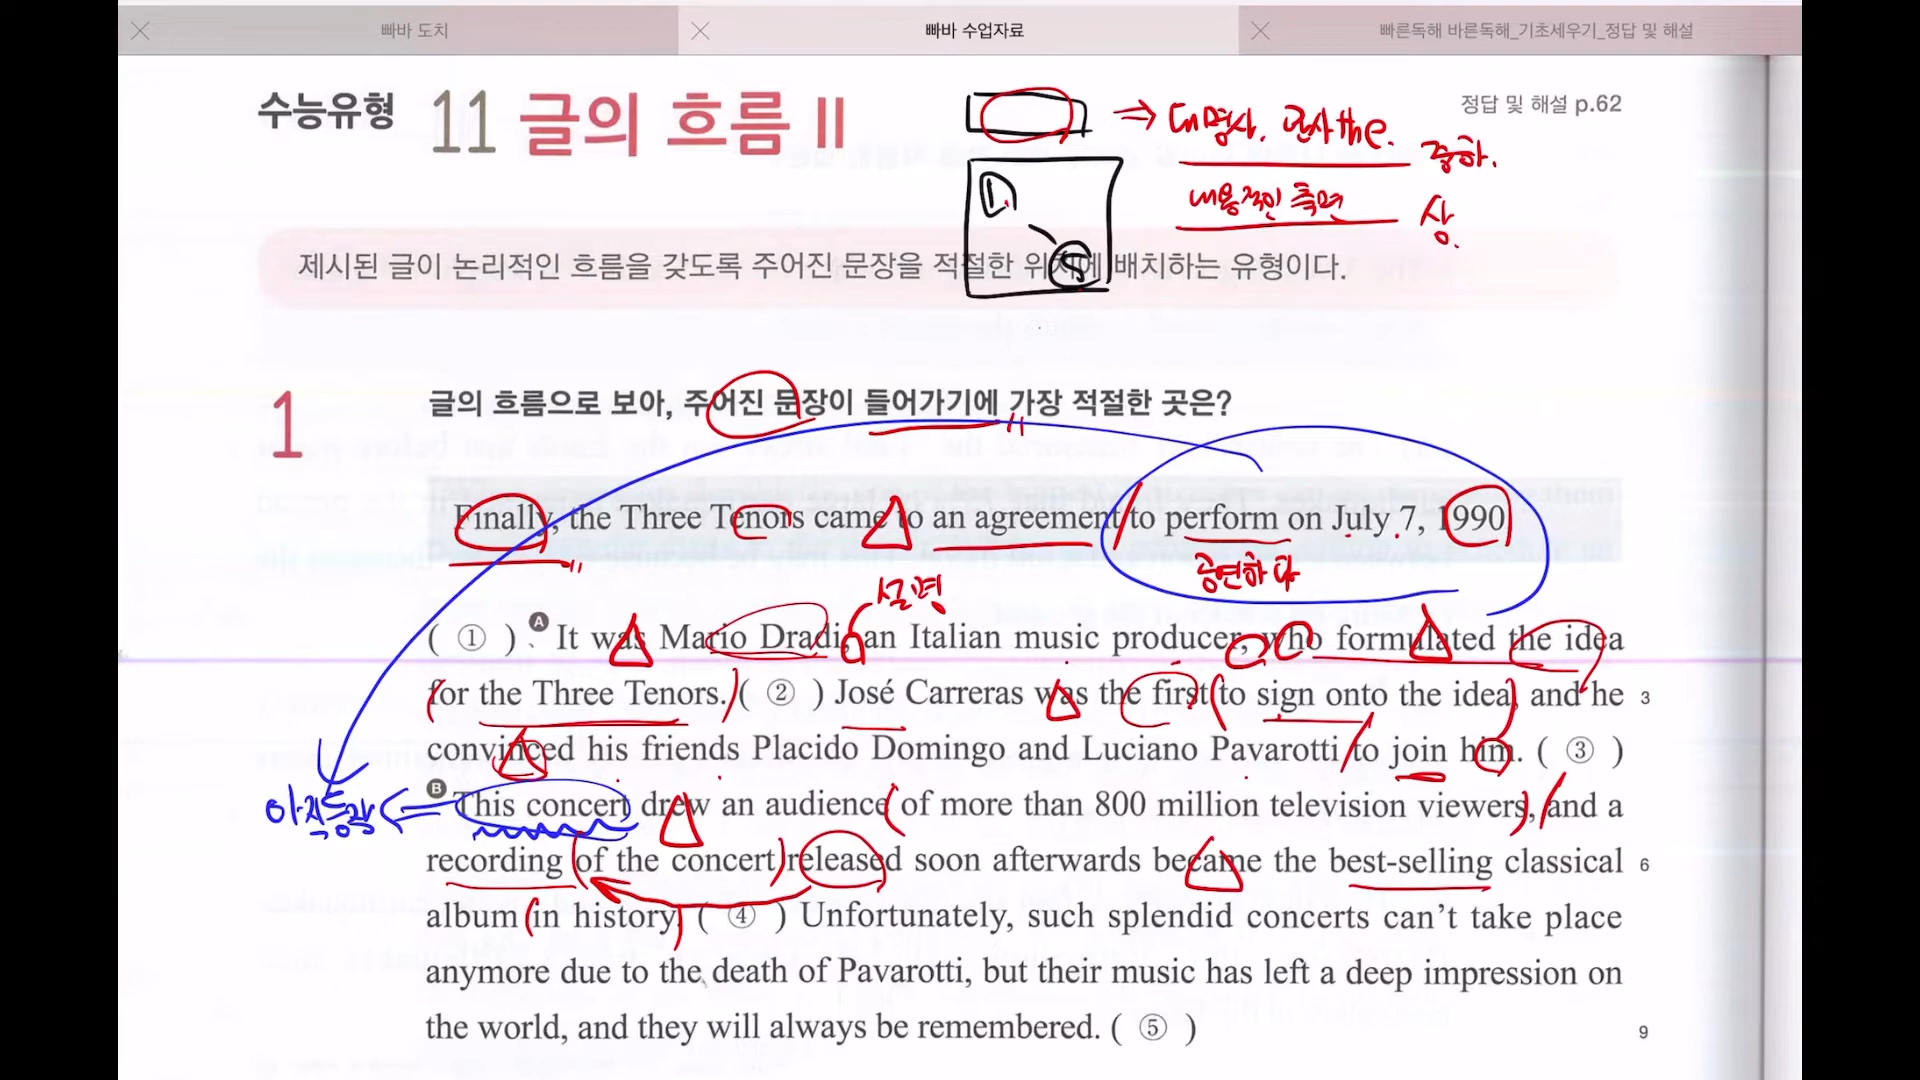 빠바 도치
빠바 수업자료
빠른독해 바른독해_기초세우기_정답 및 해설
수능유형 11 글의 흐름 II
정답 및 해설 p.62
⇒ 대명사. 관사 the. 중하.
내용적인 측면 상.
1.
5
제시된 글이 논리적인 흐름을 갖도록 주어진 문장을 적절한 위치에 배치하는 유형이다.
1 글의 흐름으로 보아, 주어진 문장이 들어가기에 가장 적절한 곳은?
Finally, the Three Tenors came to an agreement to perform on July 7, 1990.
공연하다
설명
( ① ) A It was Mario Dradi, an Italian music producer, who formulated the idea
for the Three Tenors. ( ② ) José Carreras was the first to sign onto the idea, and he 3
convinced his friends Placido Domingo and Luciano Pavarotti to join him. ( ③ )
B This concert drew an audience of more than 800 million television viewers, and a
recording of the concert released soon afterwards became the best-selling classical 6
album in history. ( ④ ) Unfortunately, such splendid concerts can't take place
anymore due to the death of Pavarotti, but their music has left a deep impression on
the world, and they will always be remembered. ( ⑤ ) 9